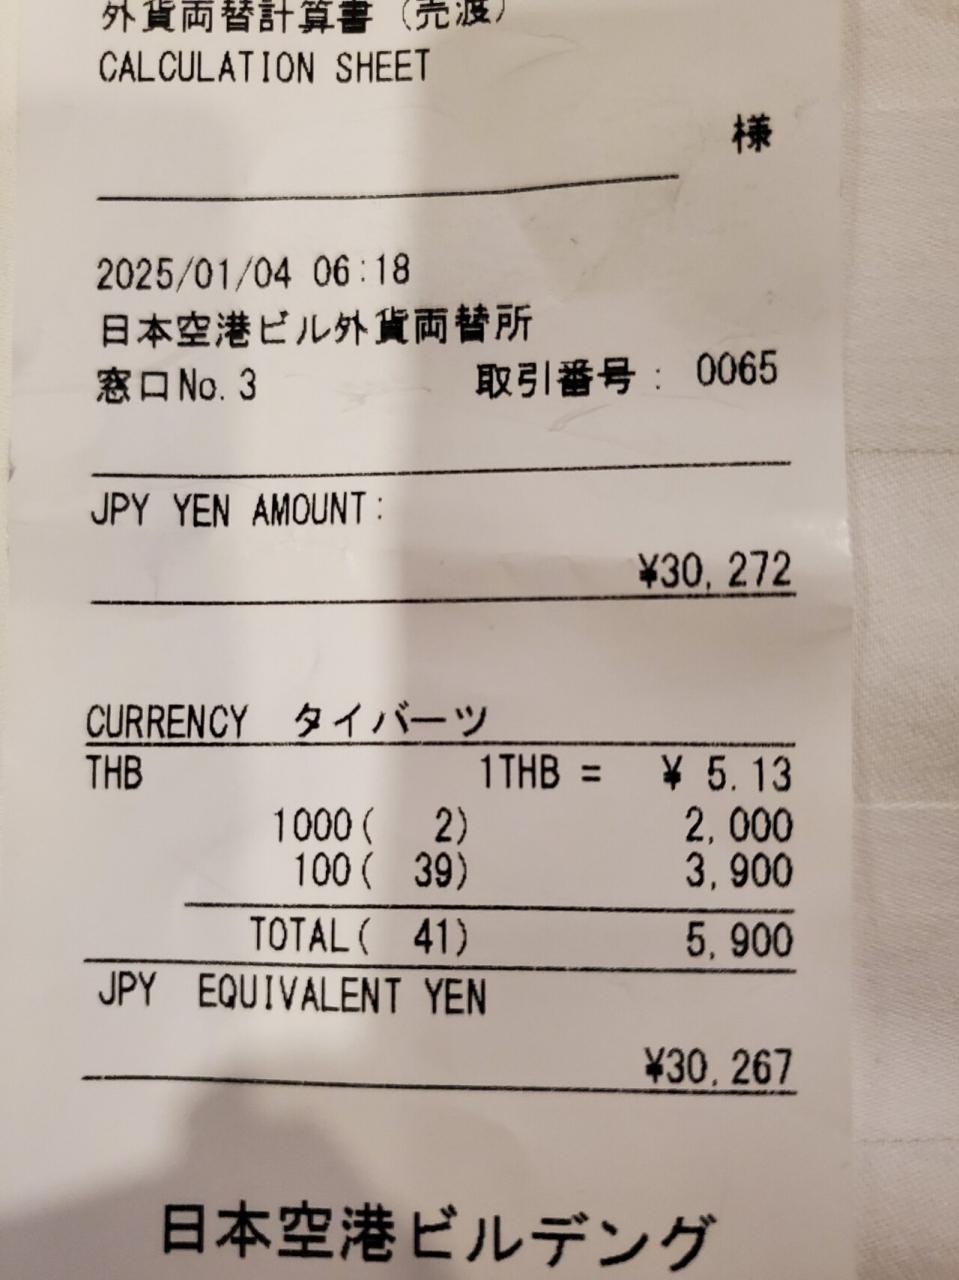 外貨両替計算書（売渡）
CALCULATION SHEET
様
2025/01/04 06:18
日本空港ビル外貨両替所
窓口No. 3 取引番号: 0065
JPY YEN AMOUNT:
¥30,272
CURRENCY タイバーツ
THB 1THB = ¥ 5.13
1000( 2) 2,000
100( 39) 3,900
TOTAL( 41) 5,900
JPY EQUIVALENT YEN
¥30,267
日本空港ビルデング